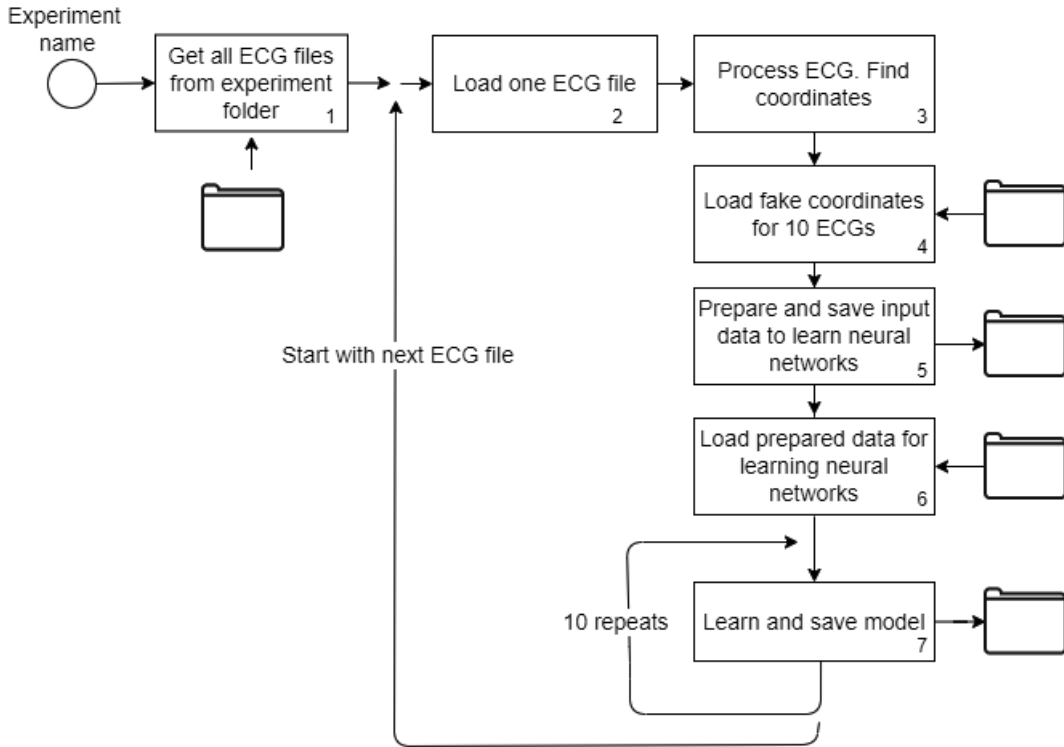 Experiment
name
Get all ECG files
from experiment
folder
1
Load one ECG file
2
Process ECG. Find
coordinates
3
Load fake coordinates
for 10 ECGs
4
Prepare and save input
data to learn neural
networks
5
Start with next ECG file
Load prepared data for
learning neural
networks
6
10 repeats
Learn and save model
7